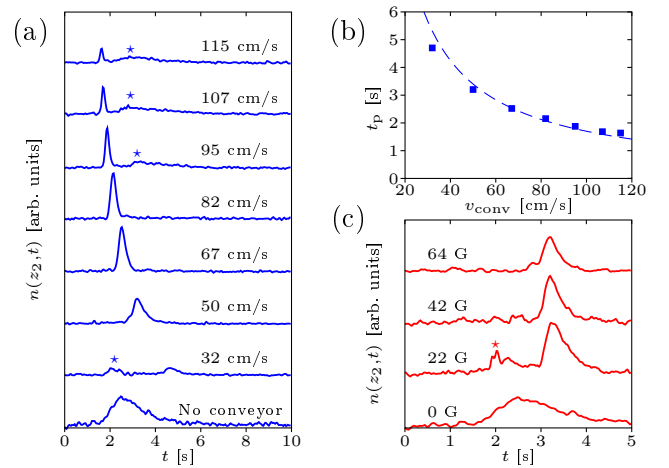 (a)
115 cm/s
⋆
107 cm/s
⋆
95 cm/s
⋆
82 cm/s
67 cm/s
50 cm/s
32 cm/s
⋆
No conveyor
n(z₂,t) [arb. units]
0 2 4 6 8 10
t [s]
(b)
6
5
4
3
2
1
0
tₚ [s]
20 40 60 80 100 120
v_conv [cm/s]
(c)
64 G
42 G
22 G
⋆
0 G
n(z₂,t) [arb. units]
0 1 2 3 4 5
t [s]